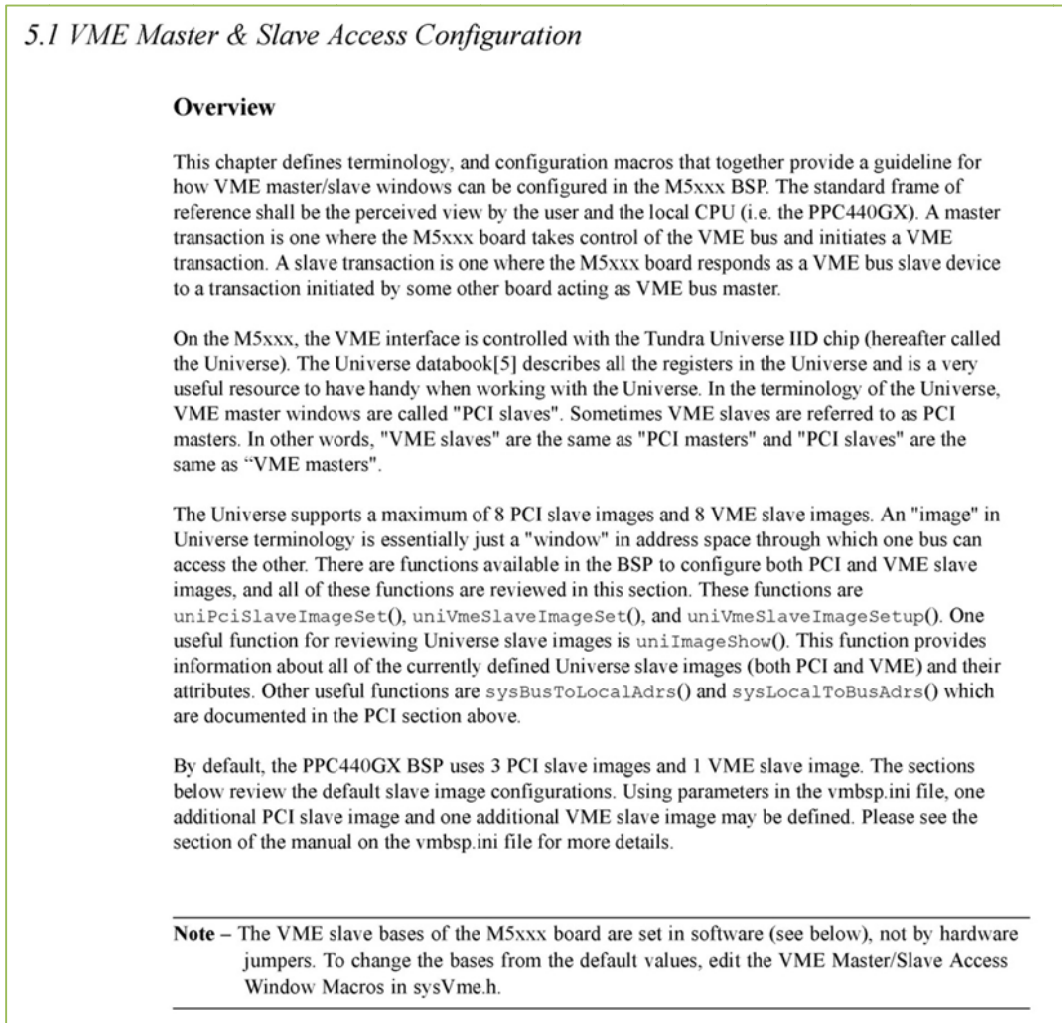 5.1 VME Master & Slave Access Configuration
Overview
This chapter defines terminology, and configuration macros that together provide a guideline for
how VME master/slave windows can be configured in the M5xxx BSP. The standard frame of
reference shall be the perceived view by the user and the local CPU (i.e. the PPC440GX). A master
transaction is one where the M5xxx board takes control of the VME bus and initiates a VME
transaction. A slave transaction is one where the M5xxx board responds as a VME bus slave device
to a transaction initiated by some other board acting as VME bus master.
On the M5xxx, the VME interface is controlled with the Tundra Universe IID chip (hereafter called
the Universe). The Universe databook[5] describes all the registers in the Universe and is a very
useful resource to have handy when working with the Universe. In the terminology of the Universe,
VME master windows are called "PCI slaves". Sometimes VME slaves are referred to as PCI
masters. In other words, "VME slaves" are the same as "PCI masters" and "PCI slaves" are the
same as “VME masters".
The Universe supports a maximum of 8 PCI slave images and 8 VME slave images. An "image" in
Universe terminology is essentially just a "window" in address space through which one bus can
access the other. There are functions available in the BSP to configure both PCI and VME slave
images, and all of these functions are reviewed in this section. These functions are
uniPciSlaveImageSet(), uniVmeSlaveImageSet(), and uniVmeSlaveImageSetup(). One
useful function for reviewing Universe slave images is uniImageShow(). This function provides
information about all of the currently defined Universe slave images (both PCI and VME) and their
attributes. Other useful functions are sysBusToLocalAdrs() and sysLocalToBusAdrs() which
are documented in the PCI section above.
By default, the PPC440GX BSP uses 3 PCI slave images and 1 VME slave image. The sections
below review the default slave image configurations. Using parameters in the vmbsp.ini file, one
additional PCI slave image and one additional VME slave image may be defined. Please see the
section of the manual on the vmbsp.ini file for more details.
Note – The VME slave bases of the M5xxx board are set in software (see below), not by hardware
jumpers. To change the bases from the default values, edit the VME Master/Slave Access
Window Macros in sysVme.h.